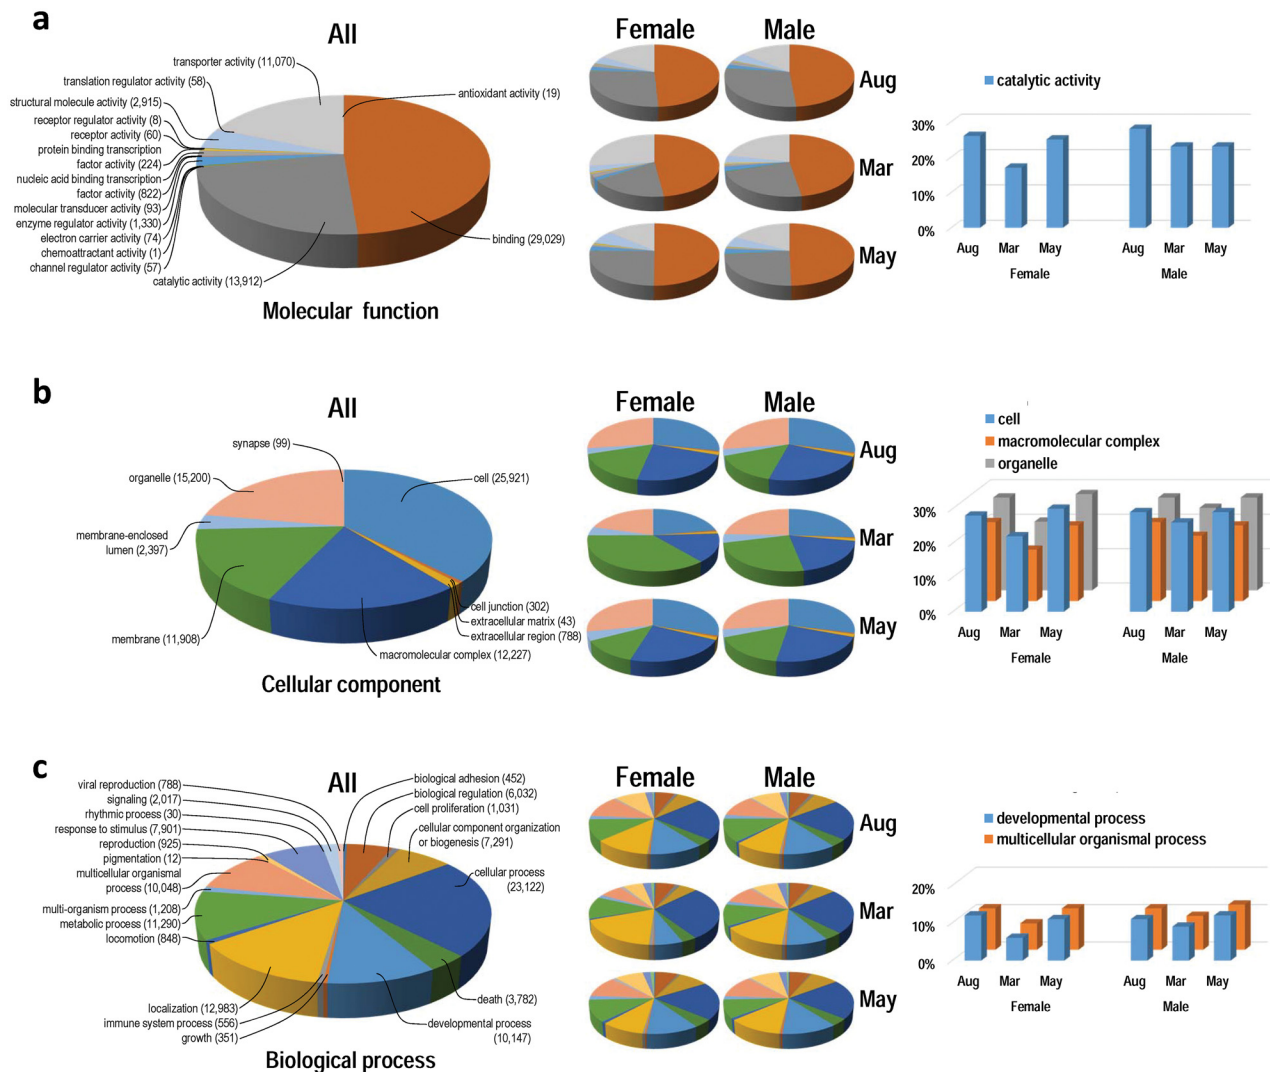 a
All
transporter activity (11,070)
translation regulator activity (58)
structural molecule activity (2,915)
receptor regulator activity (8)
receptor activity (60)
protein binding transcription
factor activity (224)
nucleic acid binding transcription
factor activity (822)
molecular transducer activity (93)
enzyme regulator activity (1,330)
electron carrier activity (74)
chemoattractant activity (1)
channel regulator activity (57)
catalytic activity (13,912)
antioxidant activity (19)
binding (29,029)
Molecular function
Female Male
Aug
Mar
May
catalytic activity
30%
20%
10%
0%
Aug Mar May Aug Mar May
Female Male
b
All
synapse (99)
organelle (15,200)
membrane-enclosed
lumen (2,397)
membrane (11,908)
cell (25,921)
cell junction (302)
extracellular matrix (43)
extracellular region (788)
macromolecular complex (12,227)
Cellular component
Female Male
Aug
Mar
May
cell
macromolecular complex
organelle
30%
20%
10%
0%
Aug Mar May Aug Mar May
Female Male
c
All
viral reproduction (788)
signaling (2,017)
rhythmic process (30)
response to stimulus (7,901)
reproduction (925)
pigmentation (12)
multicellular organismal
process (10,048)
multi-organism process (1,208)
metabolic process (11,290)
locomotion (848)
localization (12,983)
immune system process (556)
growth (351)
biological adhesion (452)
biological regulation (6,032)
cell proliferation (1,031)
cellular component organization
or biogenesis (7,291)
cellular process
(23,122)
death (3,782)
developmental process
(10,147)
Biological process
Female Male
Aug
Mar
May
developmental process
multicellular organismal process
20%
10%
0%
Aug Mar May Aug Mar May
Female Male